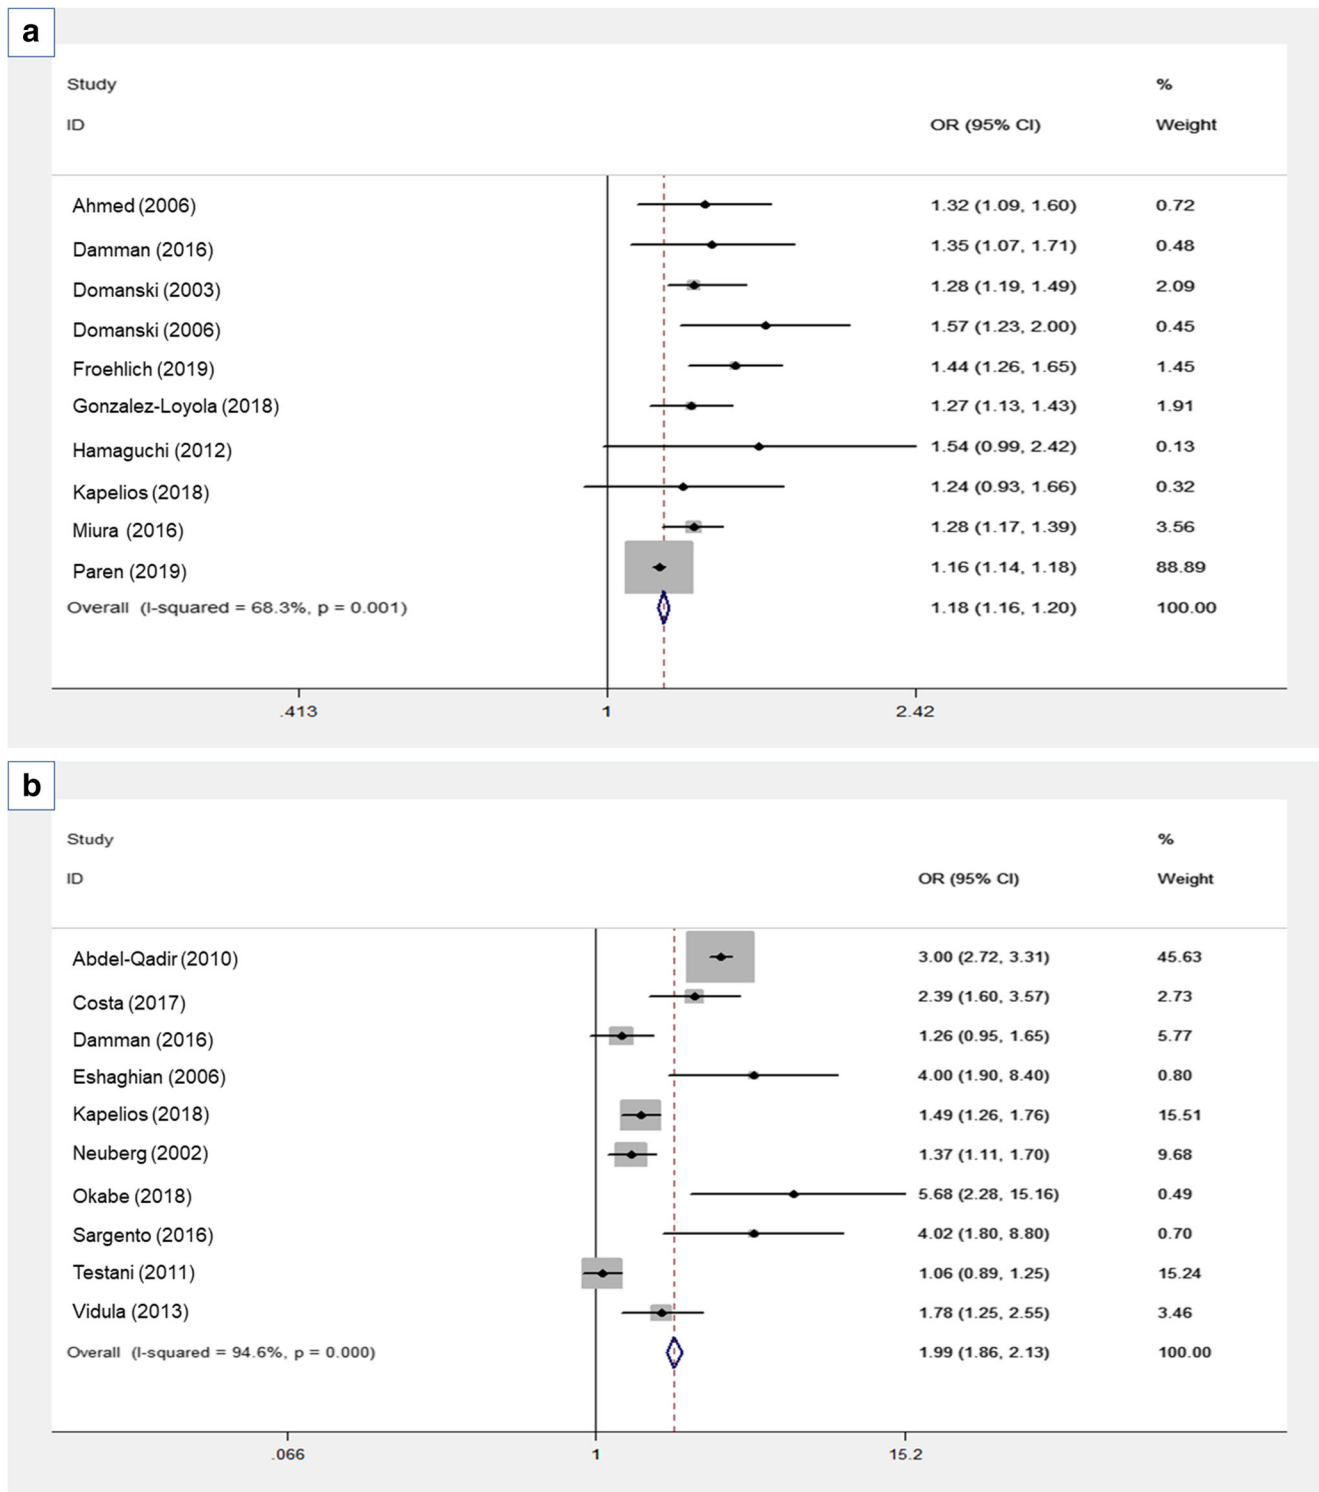 a
Study %
ID OR (95% CI) Weight
Ahmed (2006) 1.32 (1.09, 1.60) 0.72
Damman (2016) 1.35 (1.07, 1.71) 0.48
Domanski (2003) 1.28 (1.19, 1.49) 2.09
Domanski (2006) 1.57 (1.23, 2.00) 0.45
Froehlich (2019) 1.44 (1.26, 1.65) 1.45
Gonzalez-Loyola (2018) 1.27 (1.13, 1.43) 1.91
Hamaguchi (2012) 1.54 (0.99, 2.42) 0.13
Kapelios (2018) 1.24 (0.93, 1.66) 0.32
Miura (2016) 1.28 (1.17, 1.39) 3.56
Paren (2019) 1.16 (1.14, 1.18) 88.89
Overall (I-squared = 68.3%, p = 0.001) 1.18 (1.16, 1.20) 100.00
.413 1 2.42
b
Study %
ID OR (95% CI) Weight
Abdel-Qadir (2010) 3.00 (2.72, 3.31) 45.63
Costa (2017) 2.39 (1.60, 3.57) 2.73
Damman (2016) 1.26 (0.95, 1.65) 5.77
Eshaghian (2006) 4.00 (1.90, 8.40) 0.80
Kapelios (2018) 1.49 (1.26, 1.76) 15.51
Neuberg (2002) 1.37 (1.11, 1.70) 9.68
Okabe (2018) 5.68 (2.28, 15.16) 0.49
Sargento (2016) 4.02 (1.80, 8.80) 0.70
Testani (2011) 1.06 (0.89, 1.25) 15.24
Vidula (2013) 1.78 (1.25, 2.55) 3.46
Overall (I-squared = 94.6%, p = 0.000) 1.99 (1.86, 2.13) 100.00
.066 1 15.2